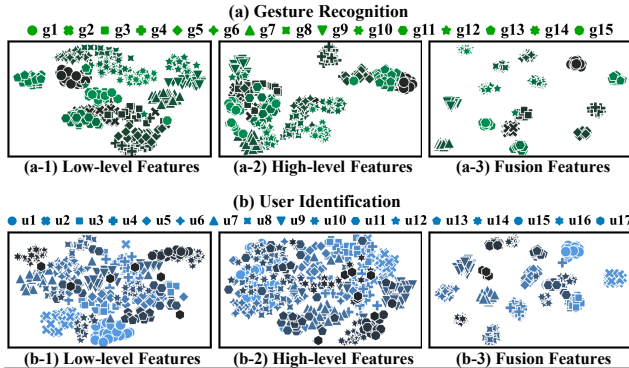 (a) Gesture Recognition
g1 g2 g3 g4 g5 g6 g7 g8 g9 g10 g11 g12 g13 g14 g15
(a-1) Low-level Features (a-2) High-level Features (a-3) Fusion Features
(b) User Identification
u1 u2 u3 u4 u5 u6 u7 u8 u9 u10 u11 u12 u13 u14 u15 u16 u17
(b-1) Low-level Features (b-2) High-level Features (b-3) Fusion Features